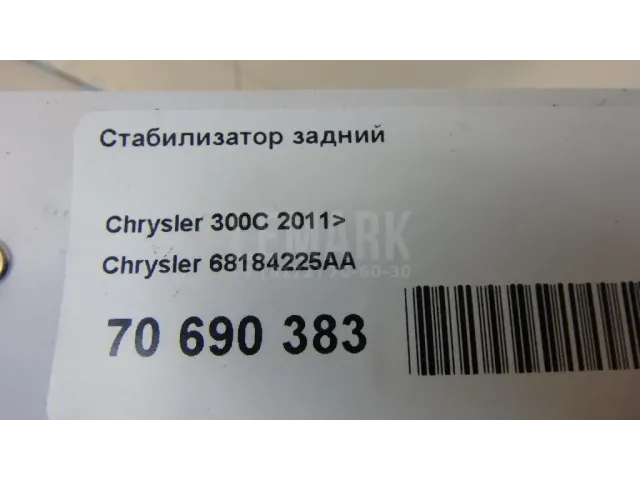 Стабилизатор задний
Chrysler 300C 2011>
Chrysler 68184225AA
70 690 383